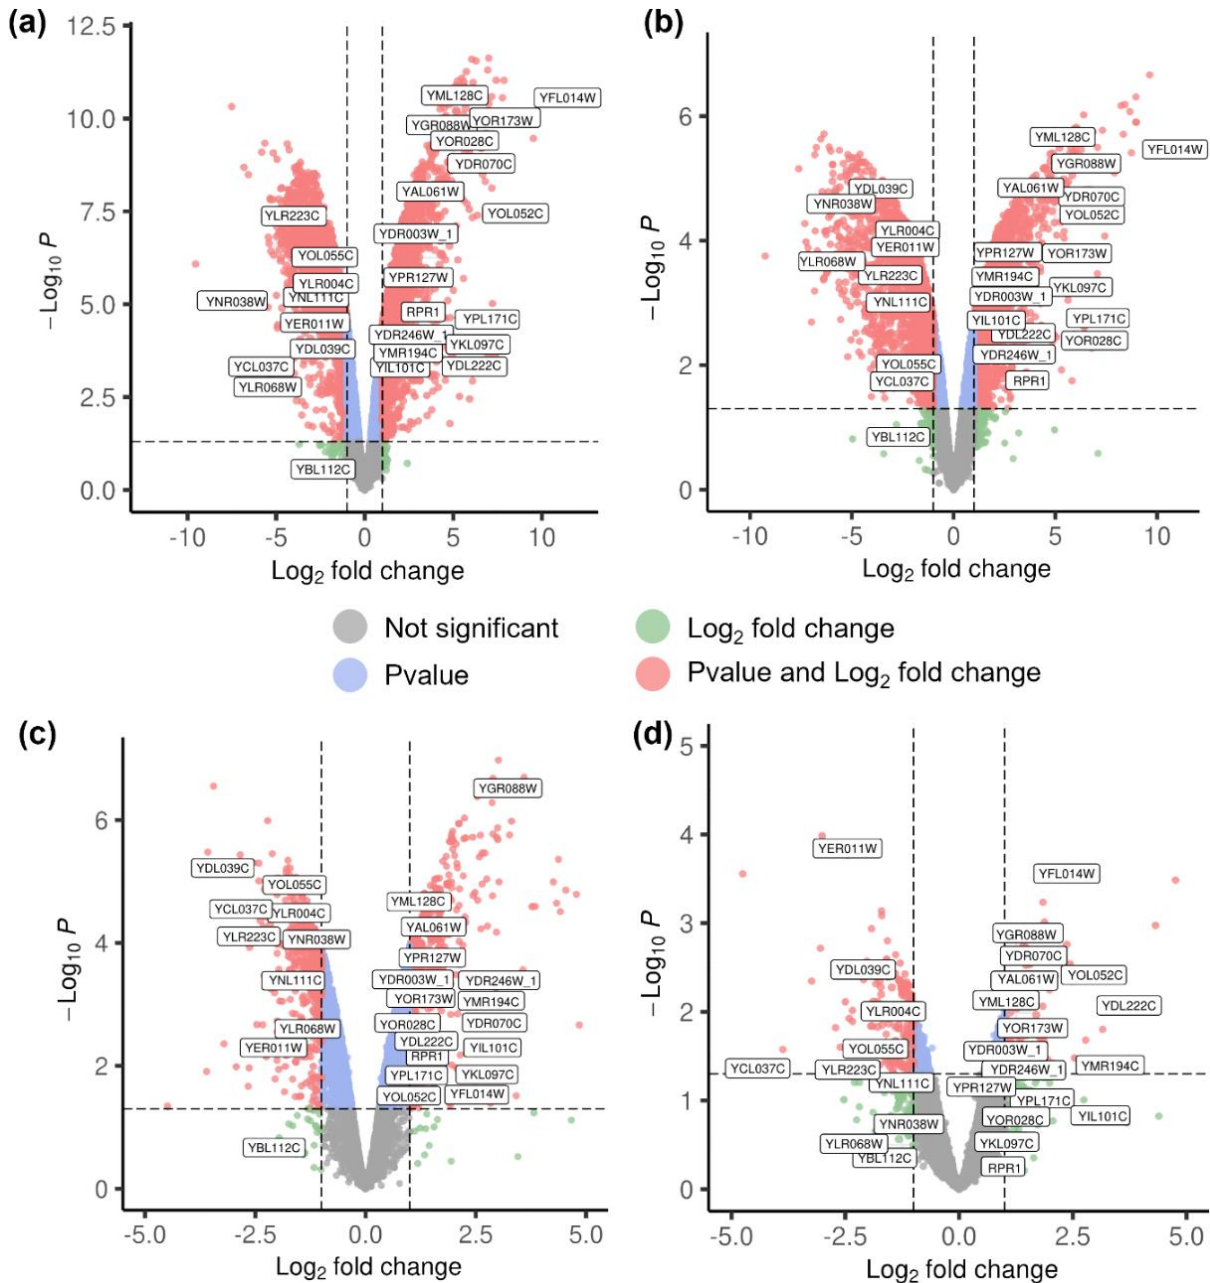 (a)
12.5
10.0
7.5
5.0
2.5
0.0
−Log10 P
YML128C
YFL014W
YGR088W
YOR173W
YOR028C
YDR070C
YAL061W
YLR223C
YOL052C
YDR003W_1
YOL055C
YPR127W
YLR004C
YNL111C
YNR038W
RPR1
YER011W
YPL171C
YDR246W_1
YDL039C
YMR194C
YKL097C
YCL037C
YIL101C
YDL222C
YLR068W
YBL112C
-10
-5
0
5
10
Log2 fold change
(b)
6
4
2
0
−Log10 P
YML128C
YFL014W
YGR088W
YDL039C
YAL061W
YNR038W
YDR070C
YOL052C
YLR004C
YER011W
YPR127W
YOR173W
YLR068W
YLR223C
YMR194C
YKL097C
YNL111C
YDR003W_1
YIL101C
YPL171C
YDL222C
YOR028C
YOL055C
YDR246W_1
YCL037C
RPR1
YBL112C
-10
-5
0
5
10
Log2 fold change
Not significant
Log2 fold change
Pvalue
Pvalue and Log2 fold change
(c)
6
4
2
0
−Log10 P
YGR088W
YDL039C
YOL055C
YML128C
YCL037C
YLR004C
YAL061W
YLR223C
YNR038W
YPR127W
YNL111C
YDR003W_1
YDR246W_1
YOR173W
YMR194C
YLR068W
YOR028C
YDR070C
YER011W
YDL222C
YIL101C
RPR1
YPL171C
YKL097C
YOL052C
YFL014W
YBL112C
-5.0
-2.5
0.0
2.5
5.0
Log2 fold change
(d)
5
4
3
2
1
0
−Log10 P
YER011W
YFL014W
YGR088W
YDR070C
YDL039C
YAL061W
YOL052C
YML128C
YDL222C
YLR004C
YOR173W
YOL055C
YDR003W_1
YCL037C
YLR223C
YDR246W_1
YMR194C
YNL111C
YPR127W
YPL171C
YNR038W
YOR028C
YIL101C
YLR068W
YKL097C
YBL112C
RPR1
-5.0
-2.5
0.0
2.5
5.0
Log2 fold change